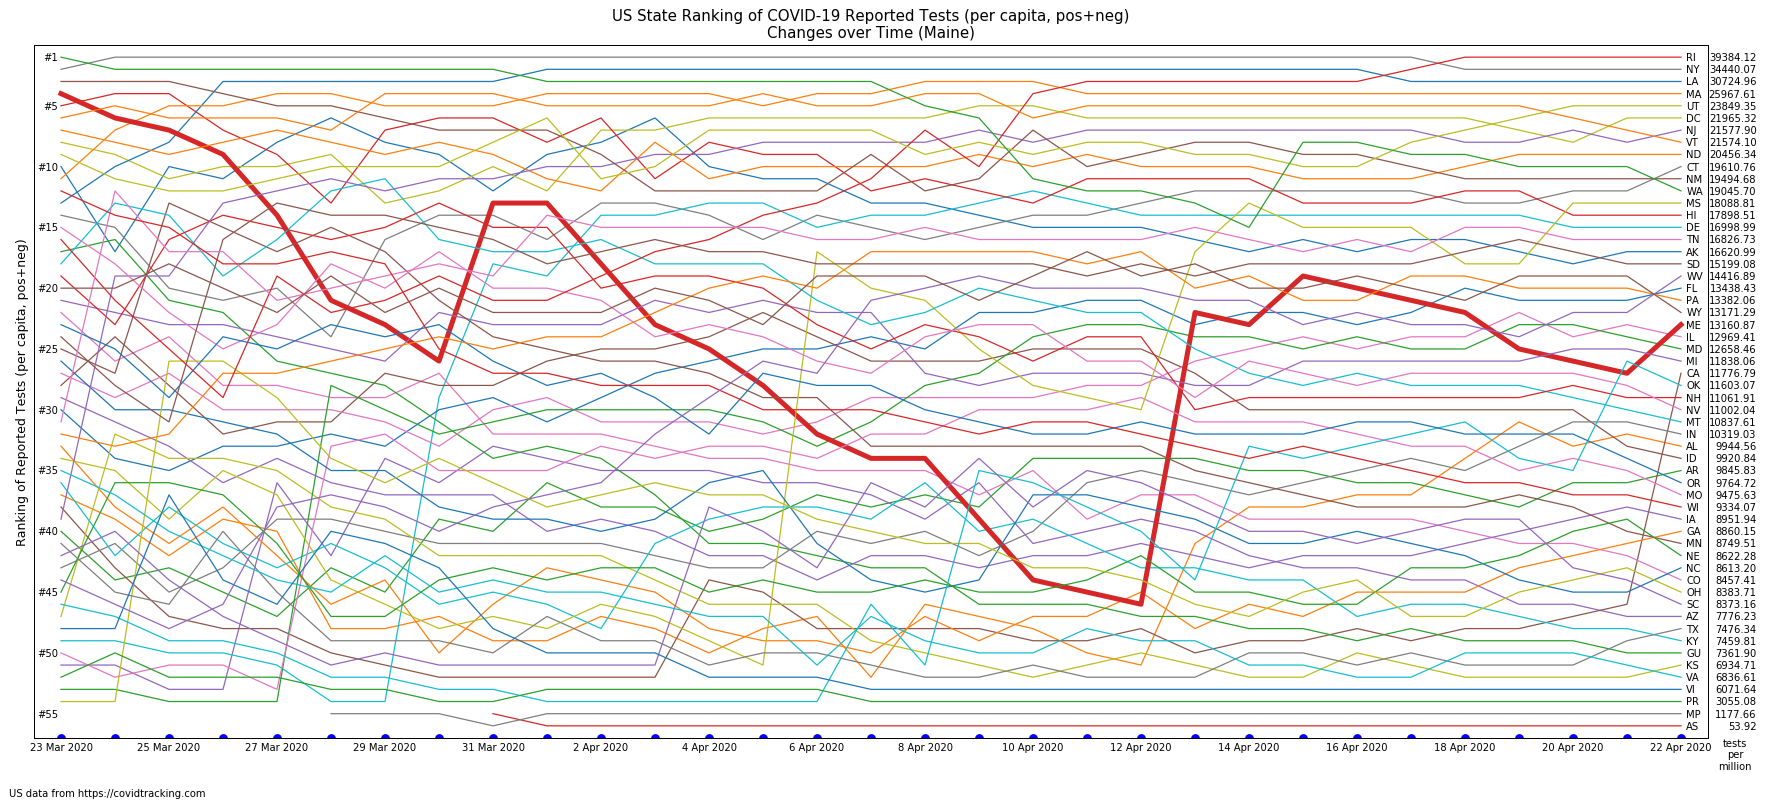 US State Ranking of COVID-19 Reported Tests (per capita, pos+neg)
Changes over Time (Maine)
Ranking of Reported Tests (per capita, pos+neg)
#1
#5
#10
#15
#20
#25
#30
#35
#40
#45
#50
#55
RI 39384.12
NY 34440.07
LA 30724.96
MA 25967.61
UT 23849.35
DC 21965.32
NJ 21577.90
VT 21574.10
ND 20456.34
CT 19610.76
NM 19494.68
WA 19045.70
MS 18088.81
HI 17898.51
DE 16998.99
TN 16826.73
AK 16620.99
SD 15199.08
WV 14416.89
FL 13438.43
PA 13382.06
WY 13171.29
ME 13160.87
IL 12969.41
MD 12658.46
MI 11838.06
CA 11776.79
OK 11603.07
NH 11061.91
NV 11002.04
MT 10837.61
IN 10319.03
AL 9944.56
ID 9920.84
AR 9845.83
OR 9764.72
MO 9475.63
WI 9334.07
IA 8951.94
GA 8860.15
MN 8749.51
NE 8622.28
NC 8613.20
CO 8457.41
OH 8383.71
SC 8373.16
AZ 7776.23
TX 7476.34
KY 7459.81
GU 7361.90
KS 6934.71
VA 6836.61
VI 6071.64
PR 3055.08
MP 1177.66
AS 53.92
23 Mar 2020 25 Mar 2020 27 Mar 2020 29 Mar 2020 31 Mar 2020 2 Apr 2020 4 Apr 2020 6 Apr 2020 8 Apr 2020 10 Apr 2020 12 Apr 2020 14 Apr 2020 16 Apr 2020 18 Apr 2020 20 Apr 2020 22 Apr 2020
tests
per
million
US data from https://covidtracking.com